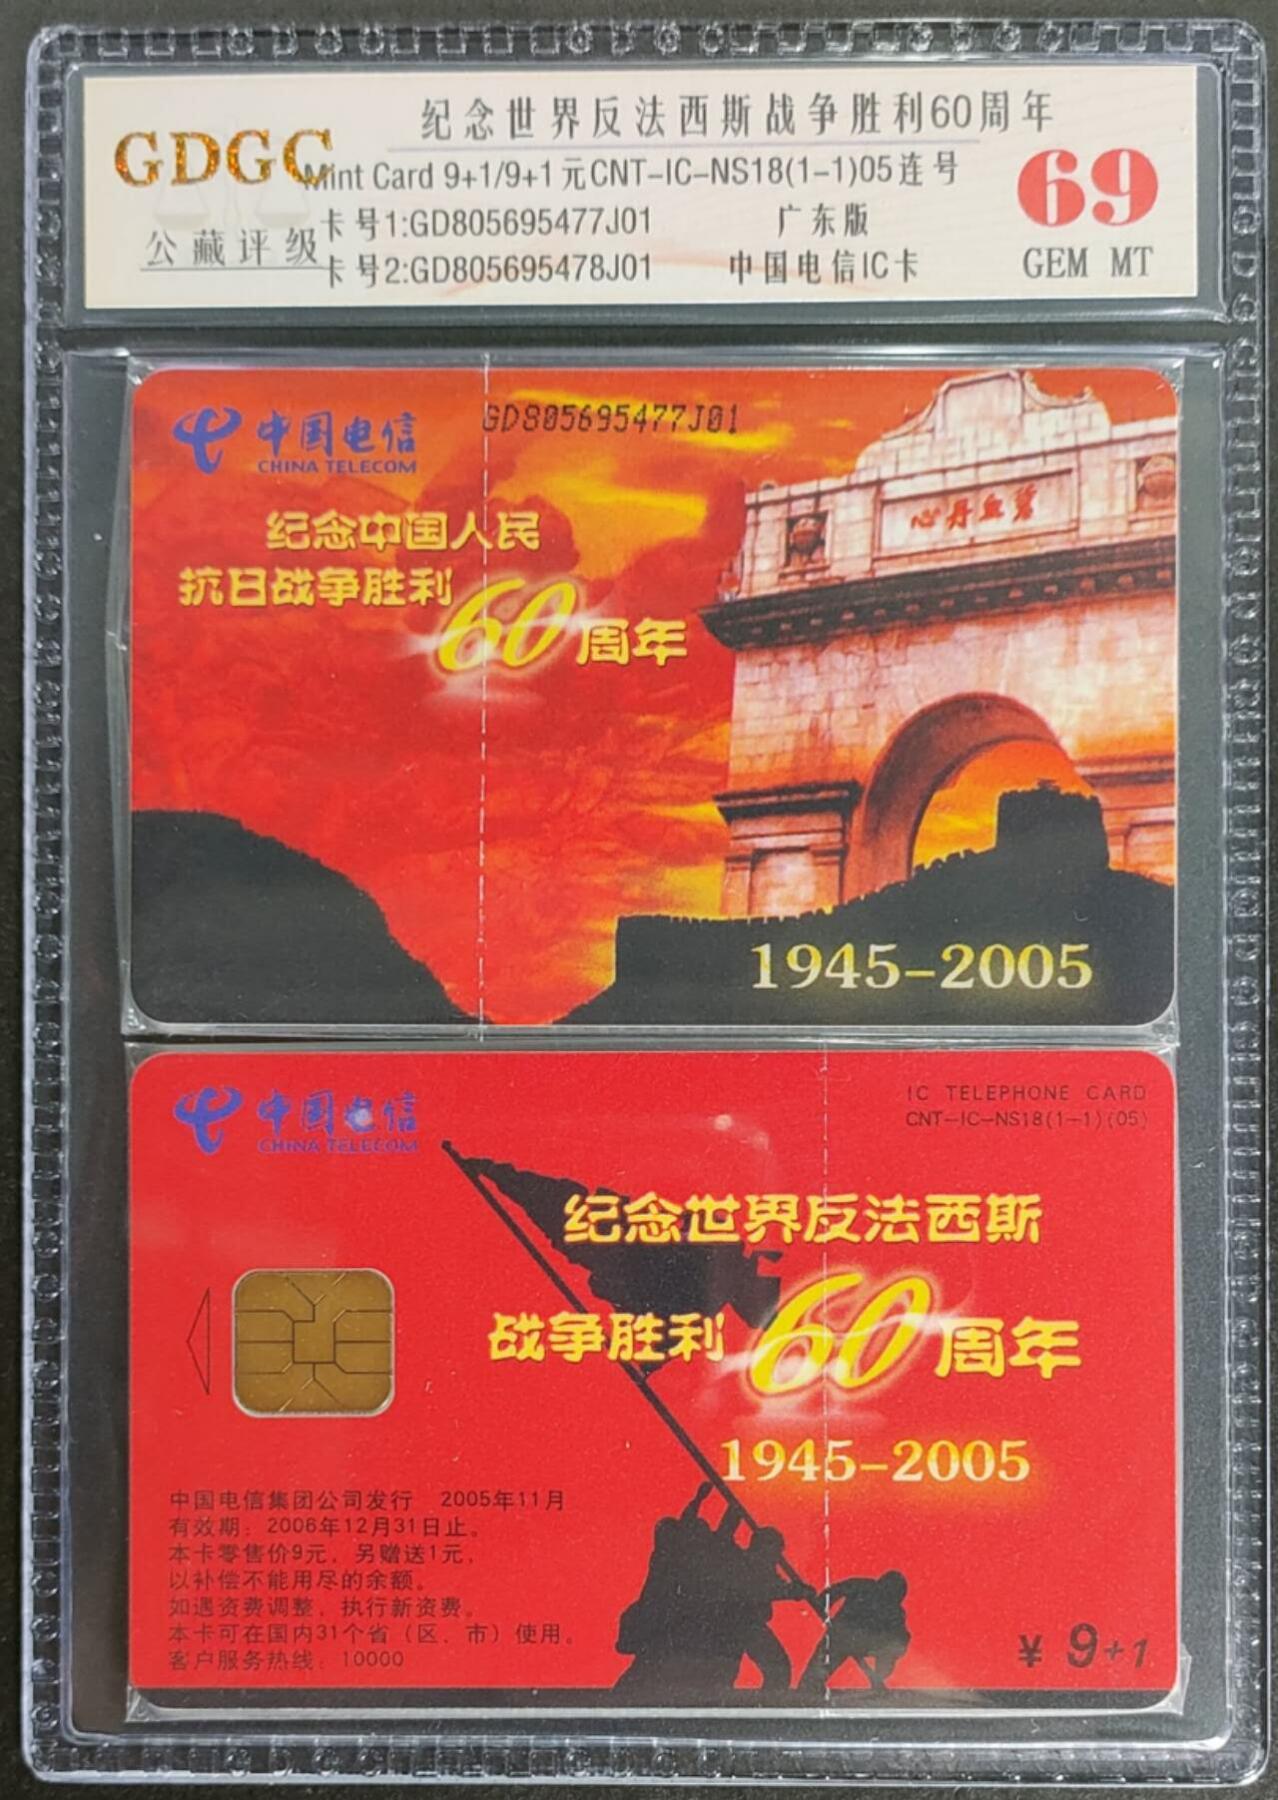 纪念世界反法西斯战争胜利60周年
GDGC
Mint Card 9+1/9+1元CNT-IC-NS18(1-1)05连号
69
卡号1:GD805695477J01
广东版
公藏评级
卡号2:GD805695478J01
中国电信IC卡
GEM MT
中国电信
CHINA TELECOM
GD805695477J01
心丹血碧
纪念中国人民
抗日战争胜利60周年
1945-2005
中国电信
CHINA TELECOM
IC TELEPHONE CARD
CNT-IC-NS18(1-1)(05)
纪念世界反法西斯
战争胜利60周年
1945-2005
中国电信集团公司发行 2005年11月
有效期：2006年12月31日止。
本卡零售价9元，另赠送1元，
以补偿不能用尽的余额。
如遇资费调整，执行新资费。
本卡可在国内31个省（区、市）使用。
客户服务热线：10000
¥ 9+1